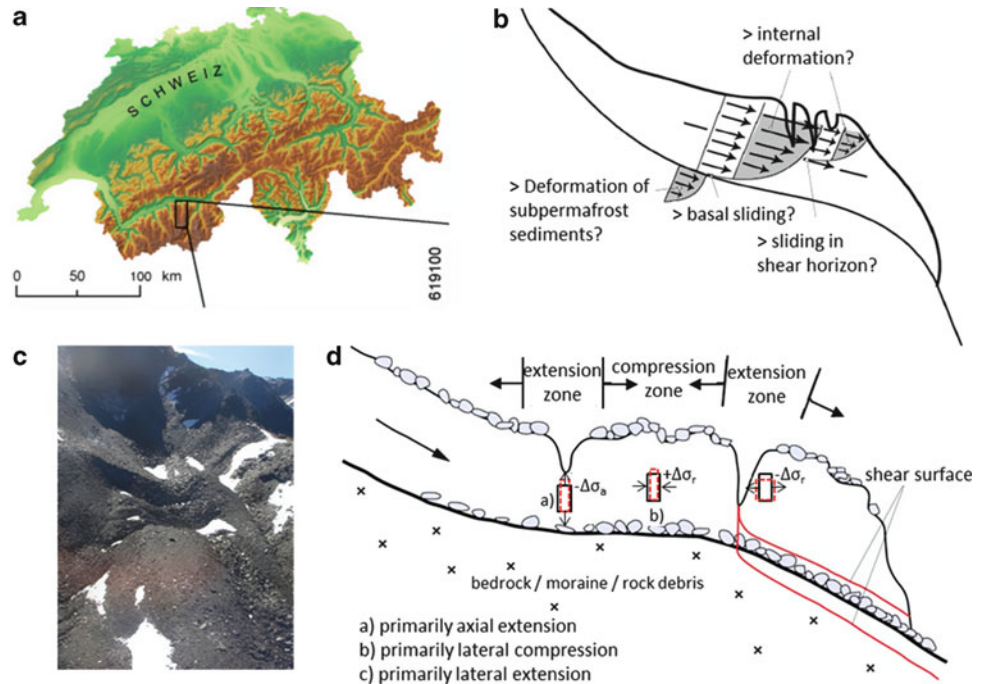 a
SCHWEIZ
0 50 100 km
619100
b
> internal
deformation?
> Deformation of
subpermafrost
sediments?
> basal sliding?
> sliding in
shear horizon?
c
d
extension
zone
compression
zone
extension
zone
-Δσa
a)
+Δσr
b)
-Δσr
shear surface
bedrock / moraine / rock debris
a) primarily axial extension
b) primarily lateral compression
c) primarily lateral extension